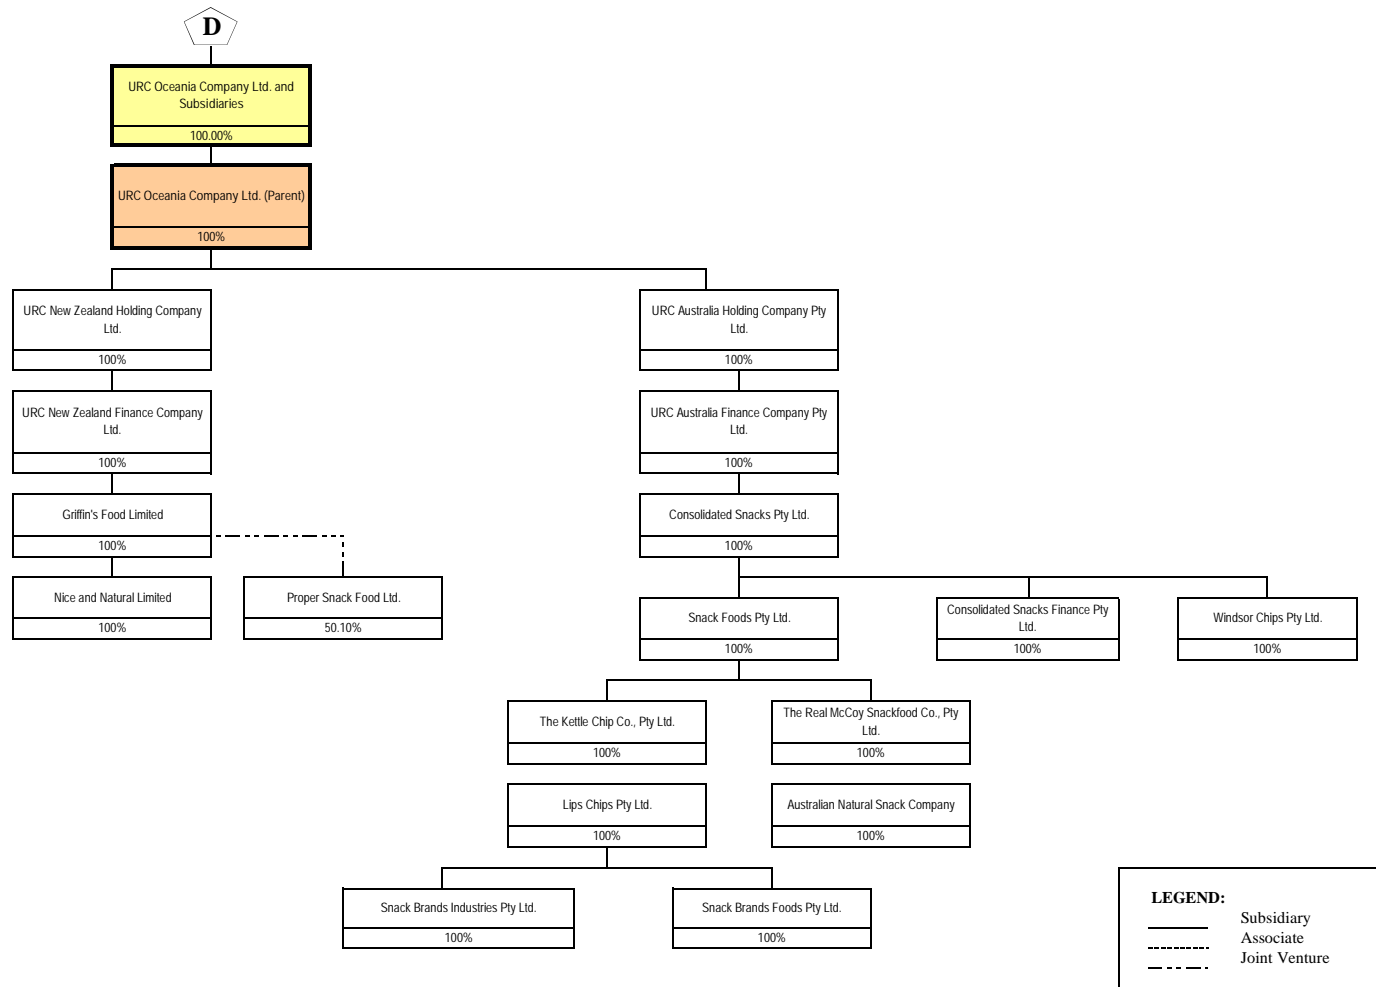 D
URC Oceania Company Ltd. and
Subsidiaries
100.00%
URC Oceania Company Ltd. (Parent)
100%
URC New Zealand Holding Company
Ltd.
100%
URC Australia Holding Company Pty
Ltd.
100%
URC New Zealand Finance Company
Ltd.
100%
URC Australia Finance Company Pty
Ltd.
100%
Griffin's Food Limited
100%
Consolidated Snacks Pty Ltd.
100%
Nice and Natural Limited
100%
Proper Snack Food Ltd.
50.10%
Snack Foods Pty Ltd.
100%
Consolidated Snacks Finance Pty
Ltd.
100%
Windsor Chips Pty Ltd.
100%
The Kettle Chip Co., Pty Ltd.
100%
The Real McCoy Snackfood Co., Pty
Ltd.
100%
Lips Chips Pty Ltd.
100%
Australian Natural Snack Company
100%
Snack Brands Industries Pty Ltd.
100%
Snack Brands Foods Pty Ltd.
100%
LEGEND:
Subsidiary
Associate
Joint Venture